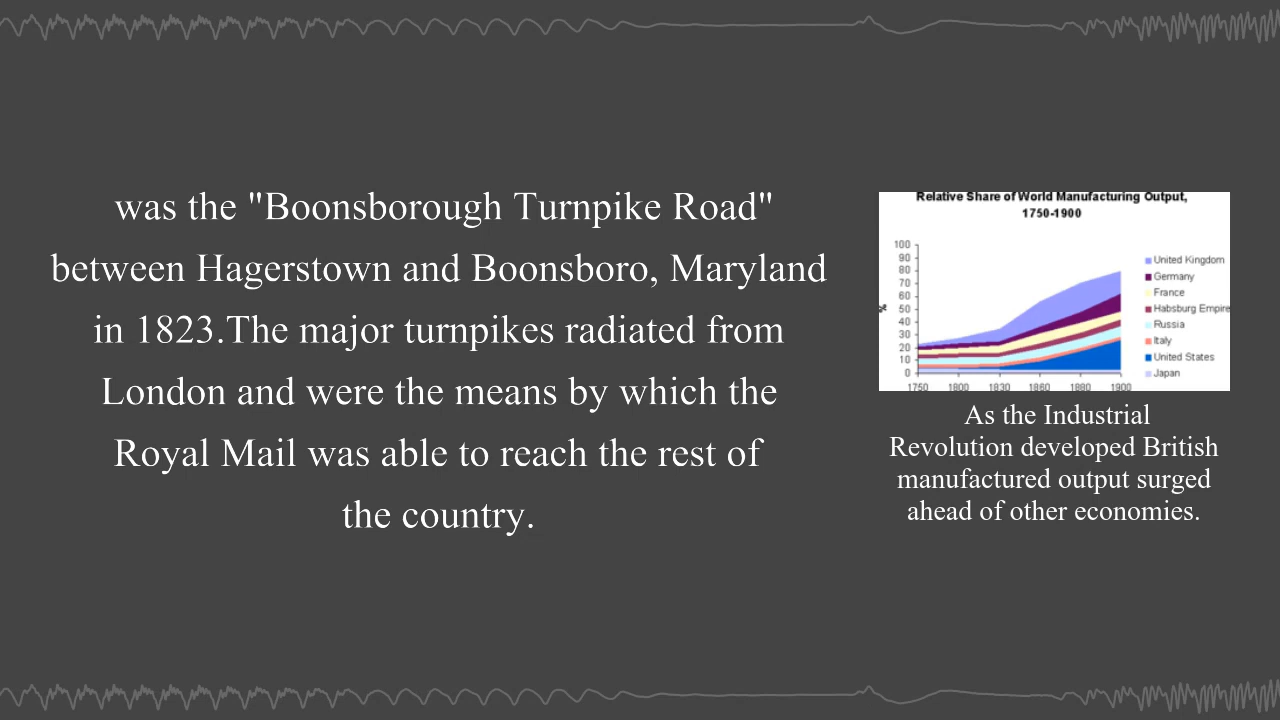 was the "Boonsborough Turnpike Road"
between Hagerstown and Boonsboro, Maryland
in 1823.The major turnpikes radiated from
London and were the means by which the
Royal Mail was able to reach the rest of
the country.
Relative Share of World Manufacturing Output,
1750-1900
100
90
80
70
60
50
40
30
20
10
0
%
1750 1800 1830 1860 1880 1900
United Kingdom
Germany
France
Habsburg Empire
Russia
Italy
United States
Japan
As the Industrial
Revolution developed British
manufactured output surged
ahead of other economies.